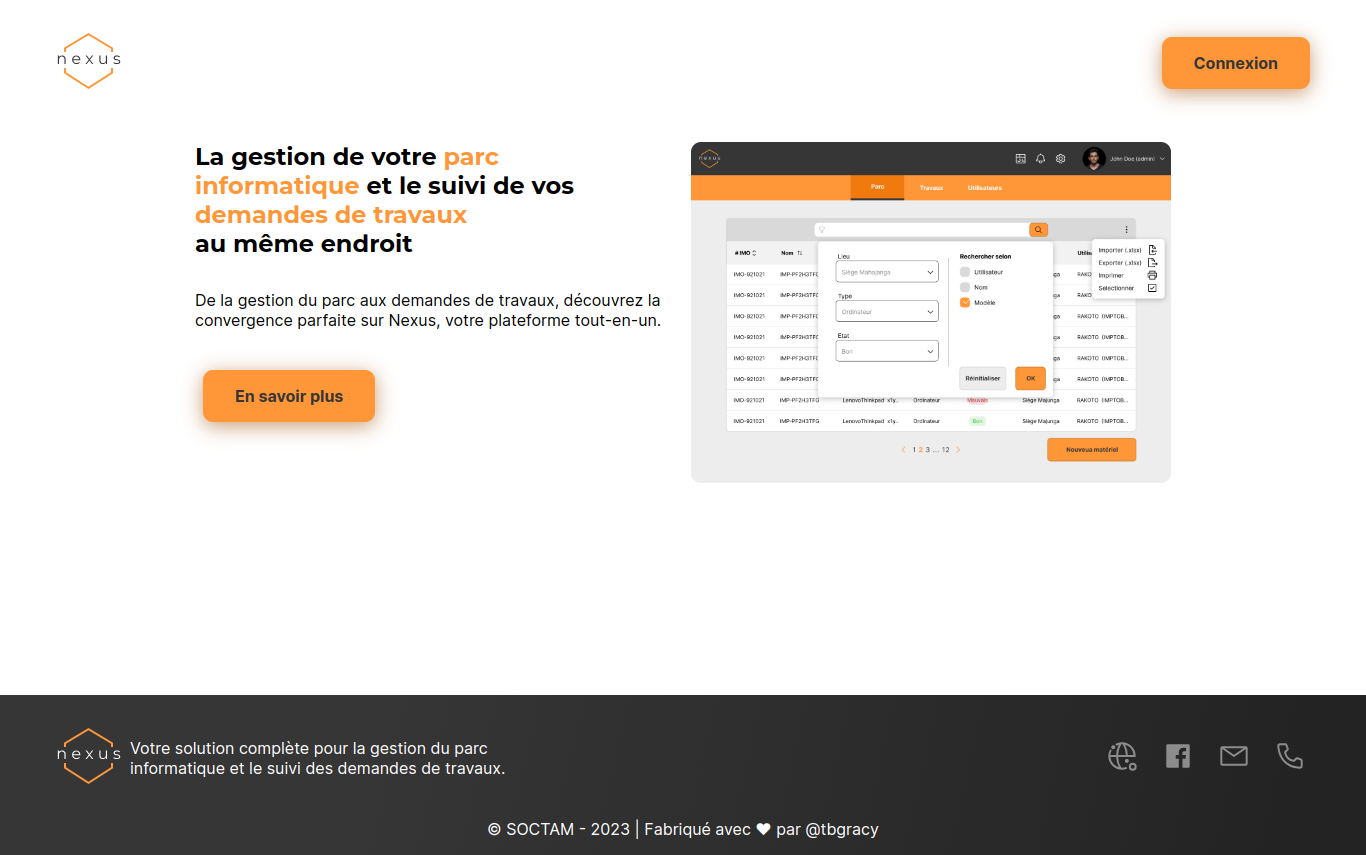 nexus
Connexion
La gestion de votre parc
informatique et le suivi de vos
demandes de travaux
au même endroit
De la gestion du parc aux demandes de travaux, découvrez la
convergence parfaite sur Nexus, votre plateforme tout-en-un.
En savoir plus
nexus
John Doe (admin)
Parc Travaux Utilisateurs
Importer (.xlsx)
Exporter (.xlsx)
Imprimer
Selectionner
# IMO Nom
Lieu
Siège Mahajanga
Type
Ordinateur
Etat
Bon
Rechercher selon
Utilisateur
Nom
Modèle
Réinitialiser OK
IMO-921021 IMP-PF2H3TFG RAKOTO (IMPTOB...
IMO-921021 RAKOTO (IMPTOB...
IMO-921021 RAKOTO (IMPTOB...
IMO-921021 IMP-PF2H3TFG RAKOTO (IMPTOB...
IMO-921021 IMP-PF2H3TFG RAKOTO (IMPTOB...
IMO-921021 IMP-PF2H3TFG RAKOTO (IMPTOB...
IMO-921021 IMP-PF2H3TFG LenovoThinkpad x1y.. Ordinateur Mauvais Siège Majunga RAKOTO (IMPTOB...
IMO-921021 IMP-PF2H3TFG LenovoThinkpad x1y.. Ordinateur Bon Siège Majunga RAKOTO (IMPTOB...
1 2 3 ... 12
Nouveua matériel
nexus
Votre solution complète pour la gestion du parc
informatique et le suivi des demandes de travaux.
© SOCTAM - 2023 | Fabriqué avec ❤ par @tbgracy